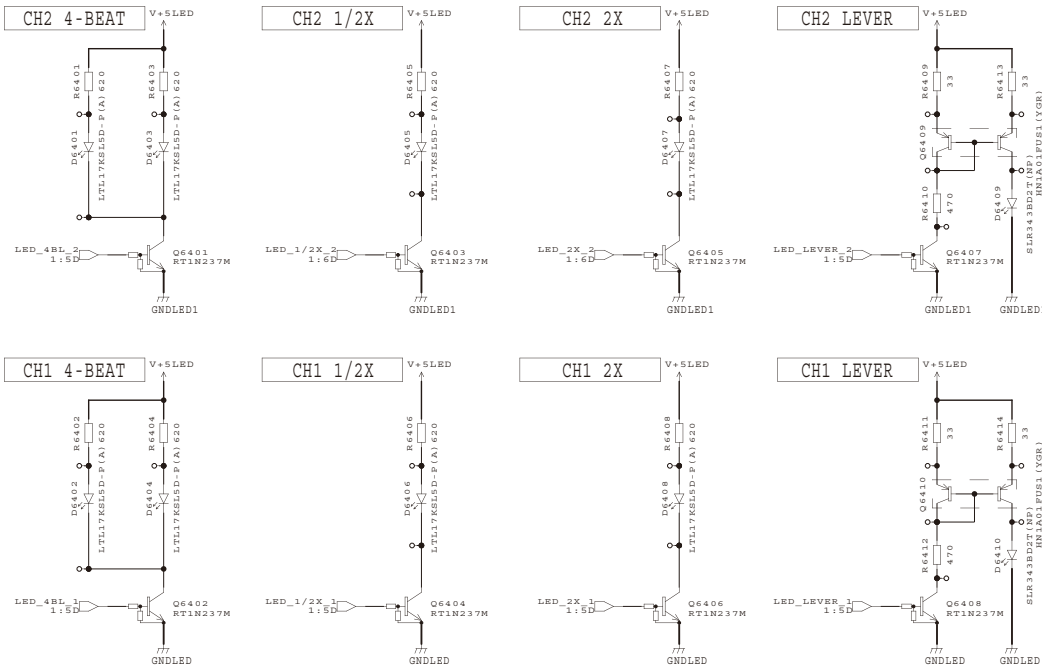 CH2 4-BEAT
V+5LED
R6401
620
R6403
620
D6401
D6403
LTL17KSL5D-P(A)
LTL17KSL5D-P(A)
LED_4BL_2
1:5D
Q6401
RT1N237M
GNDLED1
CH2 1/2X
V+5LED
R6405
620
D6405
LTL17KSL5D-P(A)
LED_1/2X_2
1:6D
Q6403
RT1N237M
GNDLED1
CH2 2X
V+5LED
R6407
620
D6407
LTL17KSL5D-P(A)
LED_2X_2
1:6D
Q6405
RT1N237M
GNDLED1
CH2 LEVER
V+5LED
R6409
33
R6413
33
Q6409
HN1A01FUS1(YGR)
R6410
470
D6409
SLR343BD2T(NP)
LED_LEVER_2
1:5D
Q6407
RT1N237M
GNDLED1
GNDLED
CH1 4-BEAT
V+5LED
R6402
620
R6404
620
D6402
D6404
LTL17KSL5D-P(A)
LTL17KSL5D-P(A)
LED_4BL_1
1:5D
Q6402
RT1N237M
GNDLED
CH1 1/2X
V+5LED
R6406
620
D6406
LTL17KSL5D-P(A)
LED_1/2X_1
1:5D
Q6404
RT1N237M
GNDLED
CH1 2X
V+5LED
R6408
620
D6408
LTL17KSL5D-P(A)
LED_2X_1
1:5D
Q6406
RT1N237M
GNDLED
CH1 LEVER
V+5LED
R6411
33
R6414
33
Q6410
HN1A01FUS1(YGR)
R6412
470
D6410
SLR343BD2T(NP)
LED_LEVER_1
1:5D
Q6408
RT1N237M
GNDLED
GNDLED